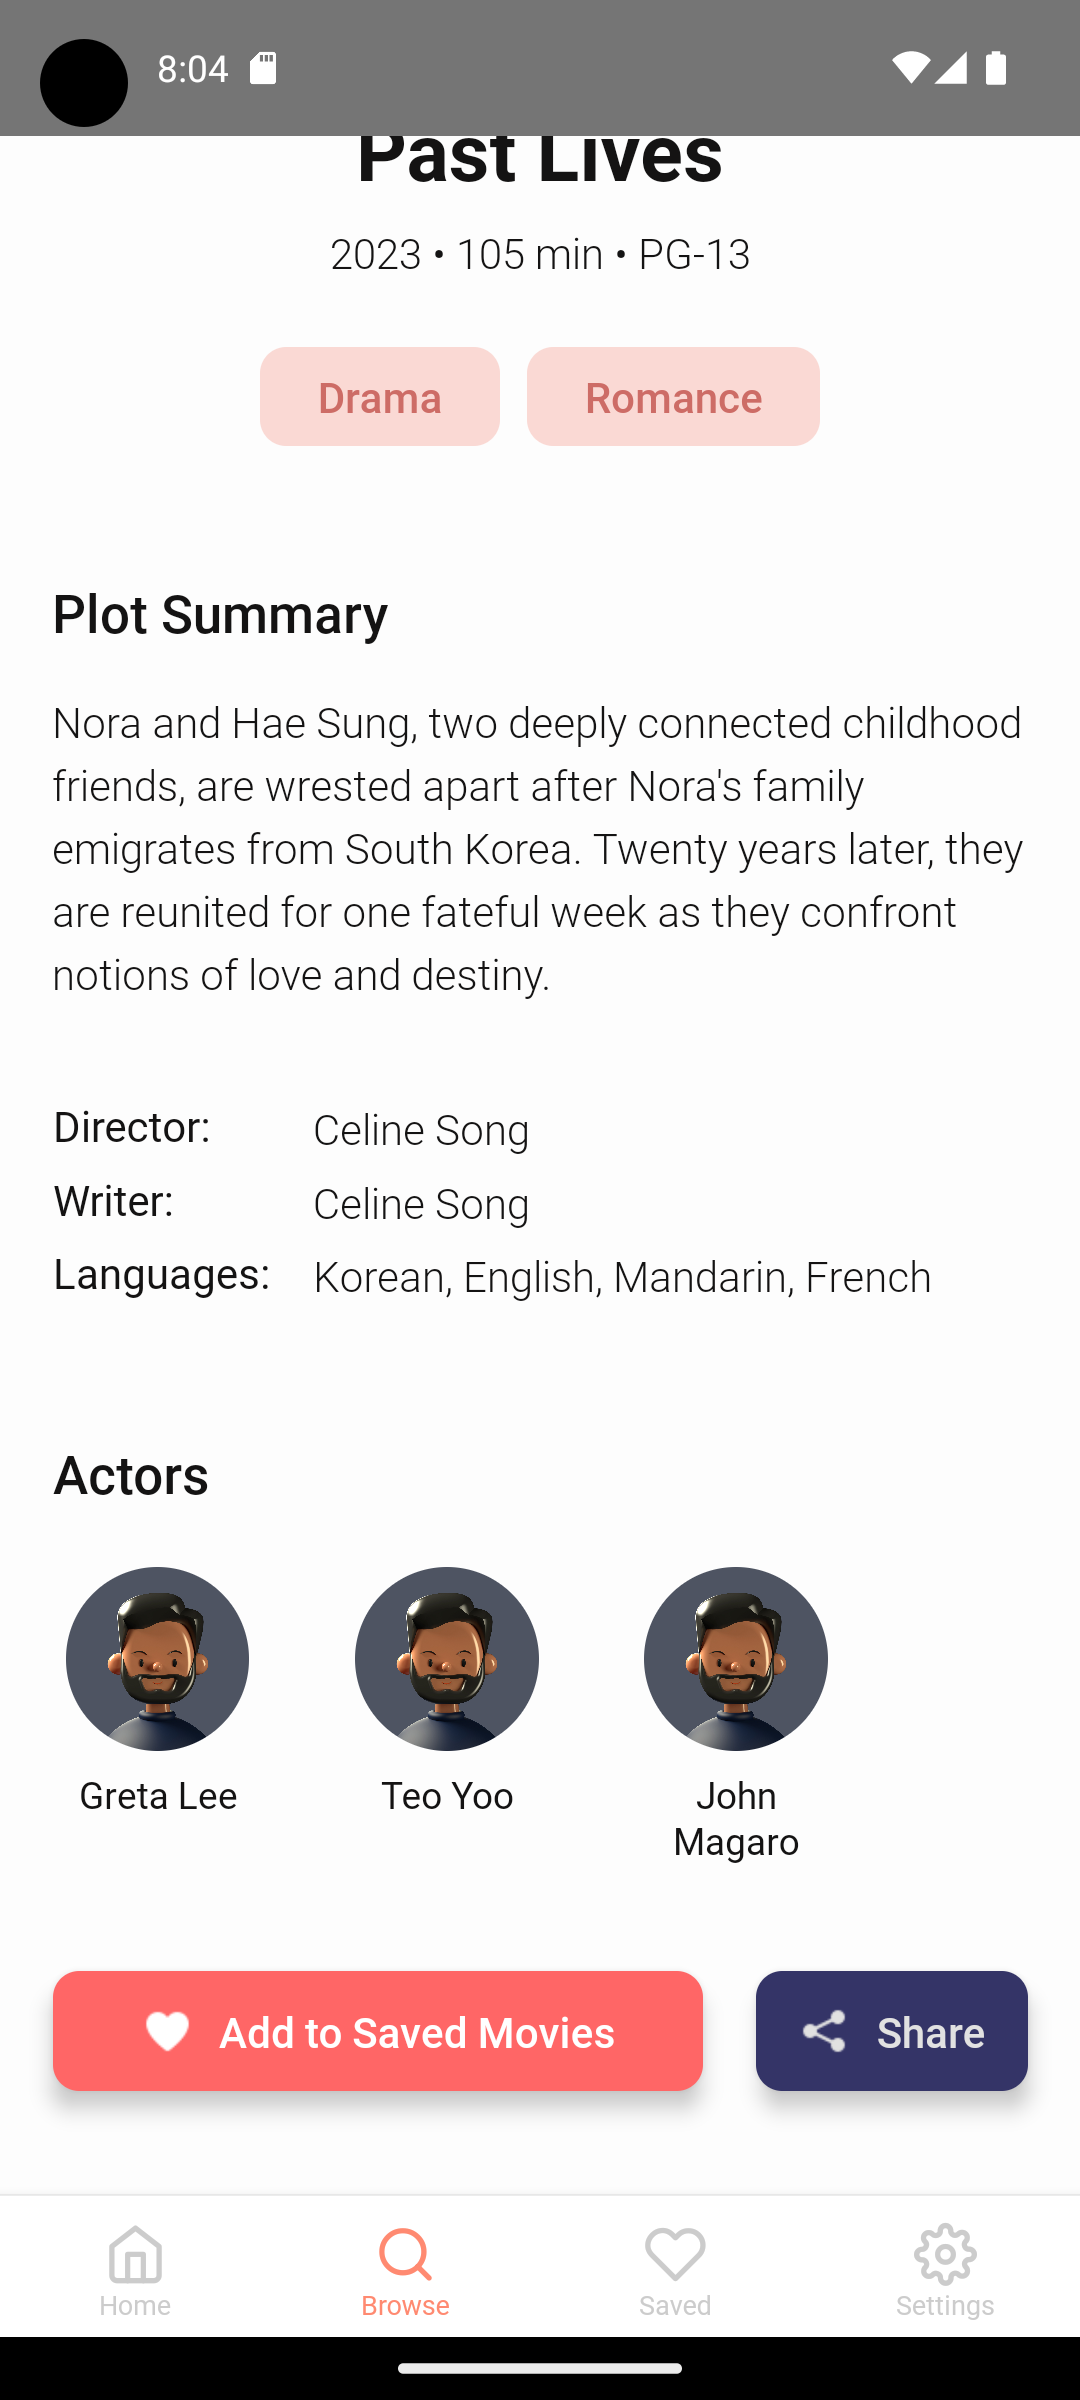 8:04
Past Lives
2023 • 105 min • PG-13
Drama
Romance
Plot Summary
Nora and Hae Sung, two deeply connected childhood
friends, are wrested apart after Nora's family
emigrates from South Korea. Twenty years later, they
are reunited for one fateful week as they confront
notions of love and destiny.
Director: Celine Song
Writer: Celine Song
Languages: Korean, English, Mandarin, French
Actors
Greta Lee
Teo Yoo
John
Magaro
Add to Saved Movies
Share
Home
Browse
Saved
Settings